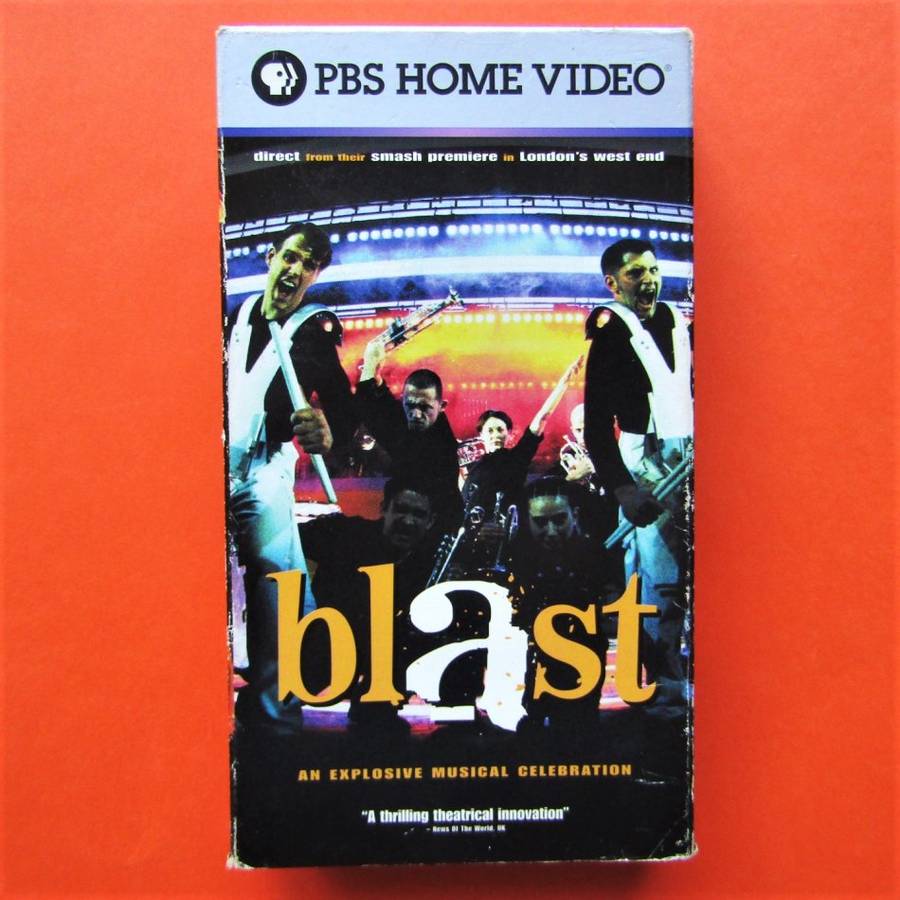 PBS HOME VIDEO®
direct from their smash premiere in London's west end
blast
AN EXPLOSIVE MUSICAL CELEBRATION
"A thrilling theatrical innovation"
– News Of The World, UK